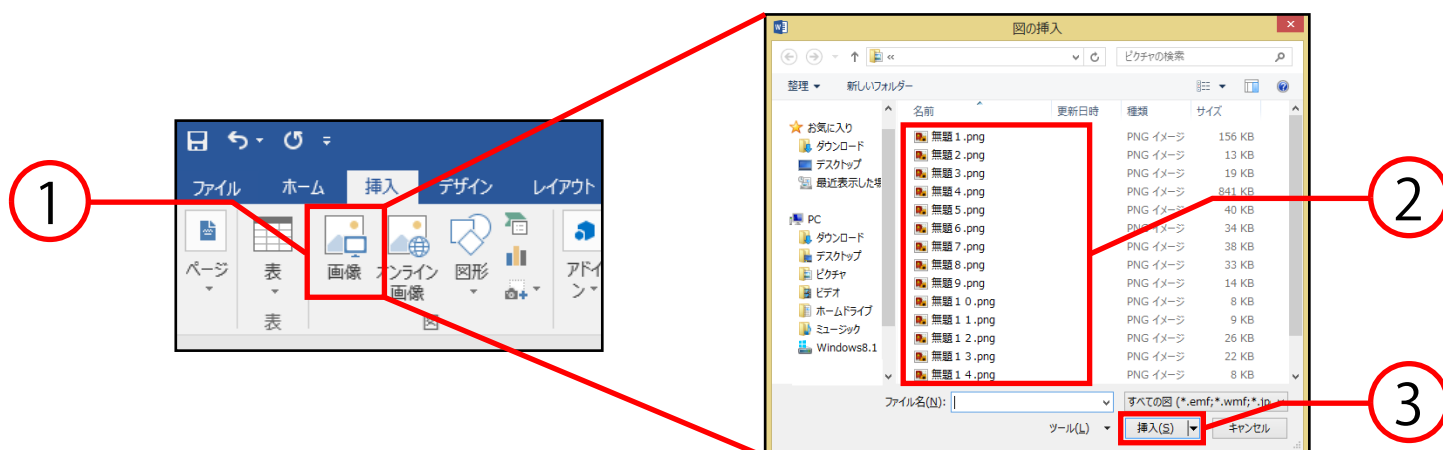 1
ファイル ホーム 挿入 デザイン レイアウト
ページ 表 画像 オンライン画像 図形 アドイン
表 図
図の挿入
« ピクチャの検索
整理 新しいフォルダー
名前 更新日時 種類 サイズ
お気に入り
ダウンロード
デスクトップ
最近表示した場
PC
ダウンロード
デスクトップ
ピクチャ
ビデオ
ホームドライブ
ミュージック
Windows8.1
無題1.png PNG イメージ 156 KB
無題2.png PNG イメージ 13 KB
無題3.png PNG イメージ 19 KB
無題4.png PNG イメージ 841 KB
無題5.png PNG イメージ 40 KB
無題6.png PNG イメージ 34 KB
無題7.png PNG イメージ 38 KB
無題8.png PNG イメージ 33 KB
無題9.png PNG イメージ 14 KB
無題10.png PNG イメージ 8 KB
無題11.png PNG イメージ 9 KB
無題12.png PNG イメージ 26 KB
無題13.png PNG イメージ 22 KB
無題14.png PNG イメージ 8 KB
2
ファイル名(N): すべての図 (*.emf;*.wmf;*.jp
ツール(L) 挿入(S) キャンセル
3